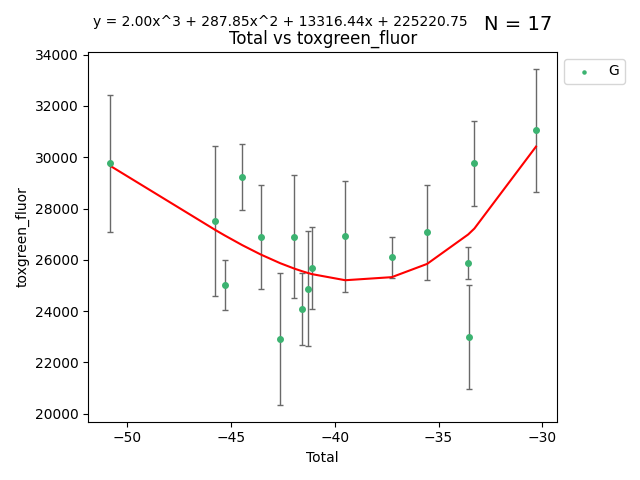 y = 2.00x^3 + 287.85x^2 + 13316.44x + 225220.75
N = 17
Total vs toxgreen_fluor
G
34000
32000
30000
28000
26000
24000
22000
20000
toxgreen_fluor
−50
−45
−40
−35
−30
Total